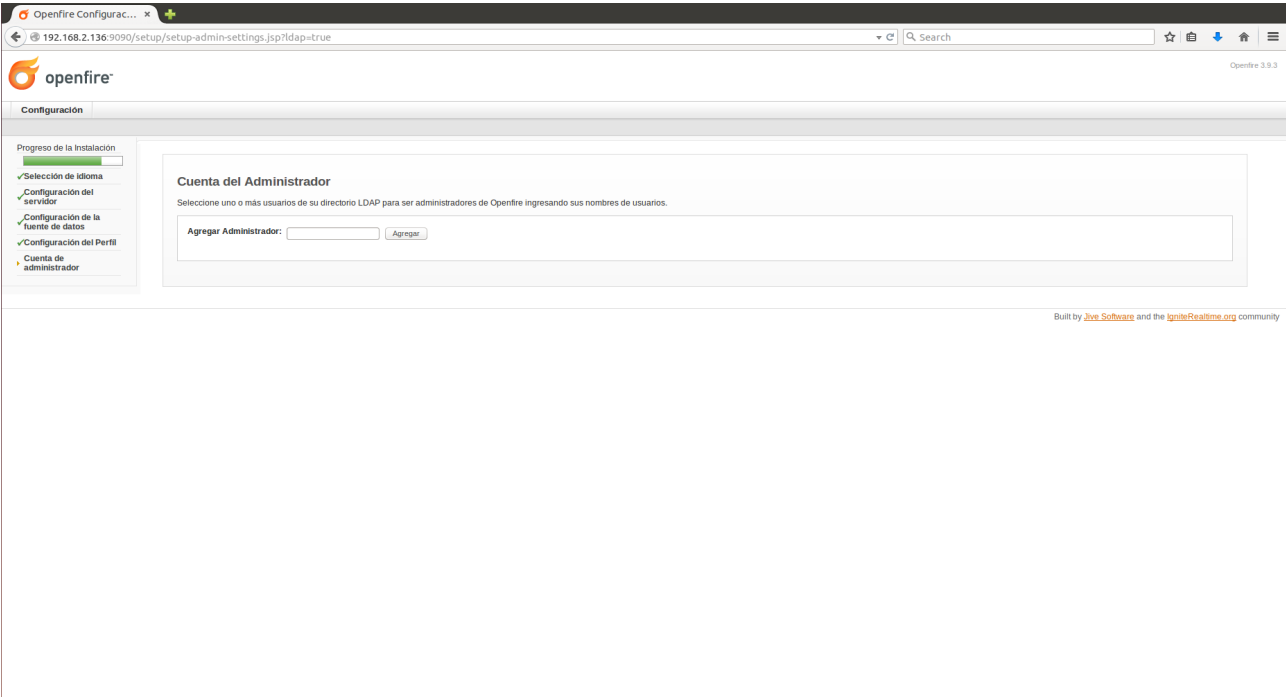 Openfire Configurac...
192.168.2.136:9090/setup/setup-admin-settings.jsp?ldap=true
Search
openfire
Openfire 3.9.3
Configuración
Progreso de la Instalación
Selección de idioma
Configuración del
servidor
Configuración de la
fuente de datos
Configuración del Perfil
Cuenta de
administrador
Cuenta del Administrador
Seleccione uno o más usuarios de su directorio LDAP para ser administradores de Openfire ingresando sus nombres de usuarios.
Agregar Administrador:
Agregar
Built by Jive Software and the IgniteRealtime.org community